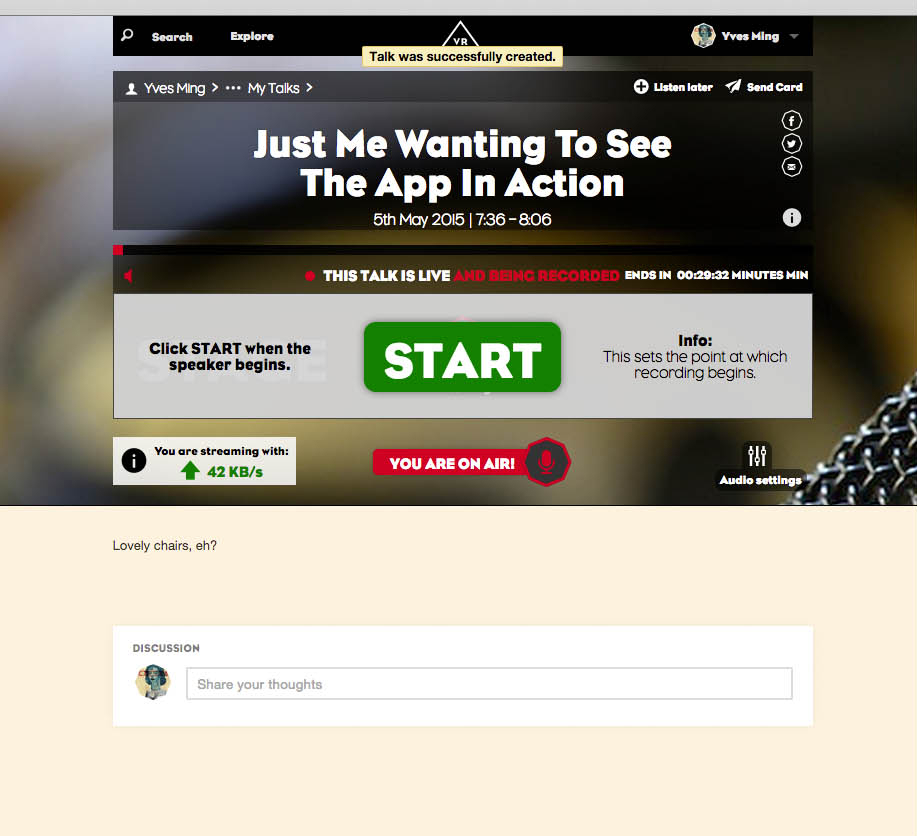 Search Explore VR Yves Ming
Talk was successfully created.
Yves Ming > ••• My Talks > Listen later Send Card
Just Me Wanting To See
The App In Action
5th May 2015 | 7:36 – 8:06
THIS TALK IS LIVE AND BEING RECORDED ENDS IN 00:29:32 MINUTES MIN
Click START when the
speaker begins.
START
Info:
This sets the point at which
recording begins.
You are streaming with:
42 KB/s
YOU ARE ON AIR!
Audio settings
Lovely chairs, eh?
DISCUSSION
Share your thoughts